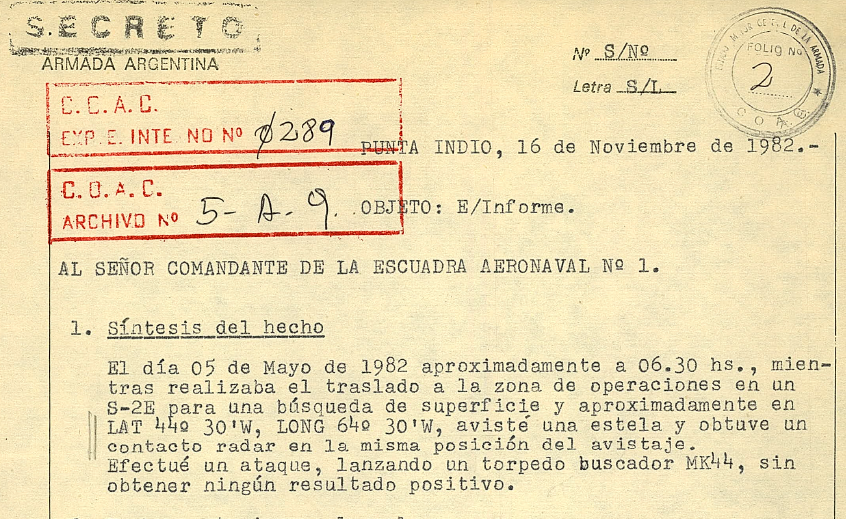 S.E C R E T O
ARMADA ARGENTINA
Nº S/Nº
Letra S/L
FOLIO Nº
2
C.C.A.C.
EXP. E. INTE NO Nº 0289
PUNTA INDIO, 16 de Noviembre de 1982.-
C.O.A.C.
ARCHIVO Nº 5- A- 9.
OBJETO: E/Informe.
AL SEÑOR COMANDANTE DE LA ESCUADRA AERONAVAL Nº 1.
1. Síntesis del hecho
El día 05 de Mayo de 1982 aproximadamente a 06.30 hs., mien-
tras realizaba el traslado a la zona de operaciones en un
S-2E para una búsqueda de superficie y aproximadamente en
LAT 44º 30'W, LONG 64º 30'W, avisté una estela y obtuve un
contacto radar en la misma posición del avistaje.
Efectué un ataque, lanzando un torpedo buscador MK44, sin
obtener ningún resultado positivo.